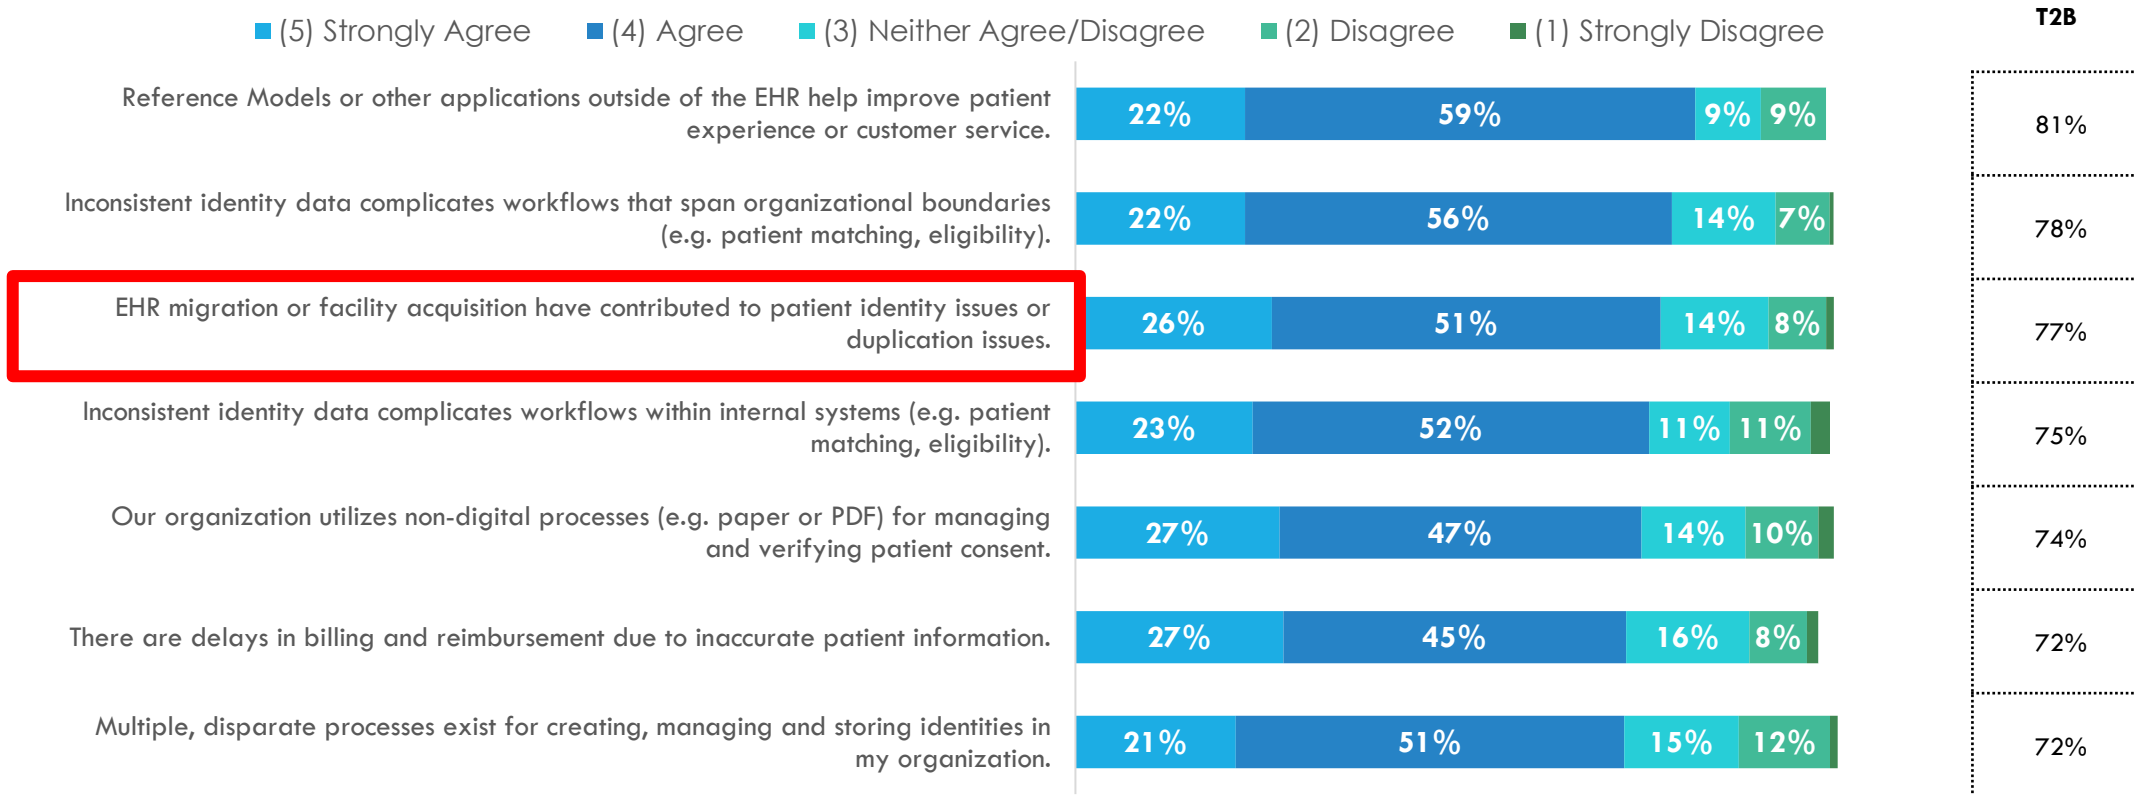 (5) Strongly Agree (4) Agree (3) Neither Agree/Disagree (2) Disagree (1) Strongly Disagree T2B
Reference Models or other applications outside of the EHR help improve patient
experience or customer service.
22% 59% 9% 9% 81%
Inconsistent identity data complicates workflows that span organizational boundaries
(e.g. patient matching, eligibility).
22% 56% 14% 7% 78%
EHR migration or facility acquisition have contributed to patient identity issues or
duplication issues.
26% 51% 14% 8% 77%
Inconsistent identity data complicates workflows within internal systems (e.g. patient
matching, eligibility).
23% 52% 11% 11% 75%
Our organization utilizes non-digital processes (e.g. paper or PDF) for managing
and verifying patient consent.
27% 47% 14% 10% 74%
There are delays in billing and reimbursement due to inaccurate patient information.
27% 45% 16% 8% 72%
Multiple, disparate processes exist for creating, managing and storing identities in
my organization.
21% 51% 15% 12% 72%